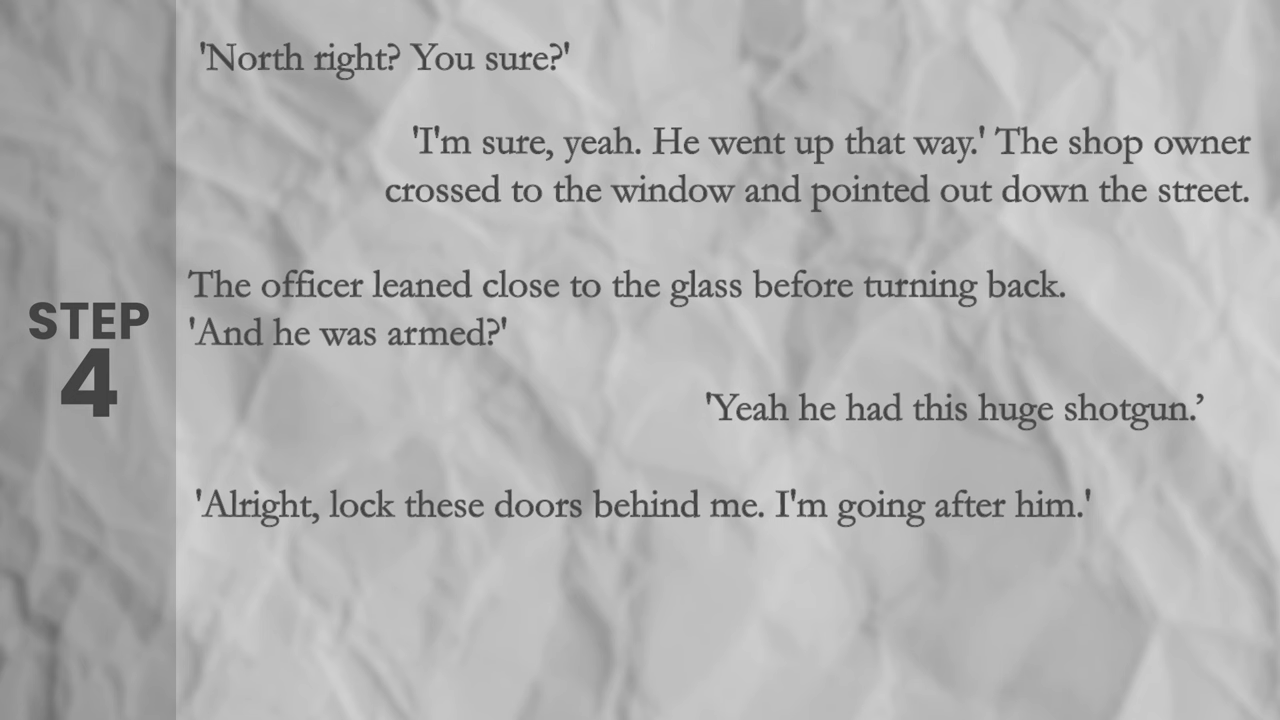 'North right? You sure?'
'I'm sure, yeah. He went up that way.' The shop owner
crossed to the window and pointed out down the street.
STEP
4
The officer leaned close to the glass before turning back.
'And he was armed?'
'Yeah he had this huge shotgun.’
'Alright, lock these doors behind me. I'm going after him.'